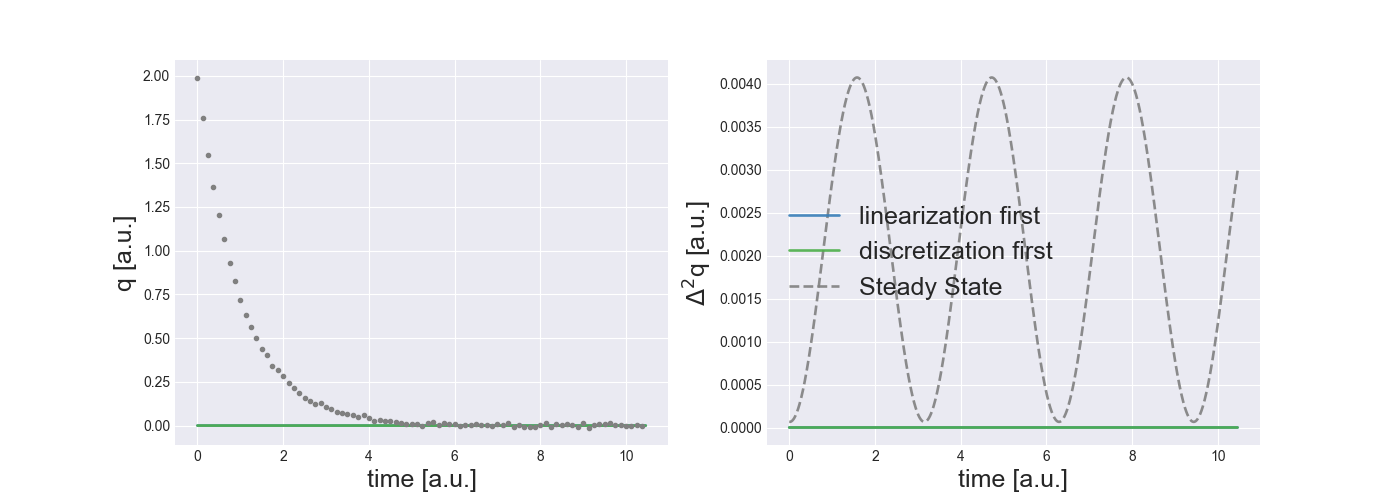 2.00
1.75
1.50
1.25
1.00
0.75
0.50
0.25
0.00
q [a.u.]
0 2 4 6 8 10
time [a.u.]
0.0040
0.0035
0.0030
0.0025
0.0020
0.0015
0.0010
0.0005
0.0000
Δ²q [a.u.]
linearization first
discretization first
Steady State
0 2 4 6 8 10
time [a.u.]